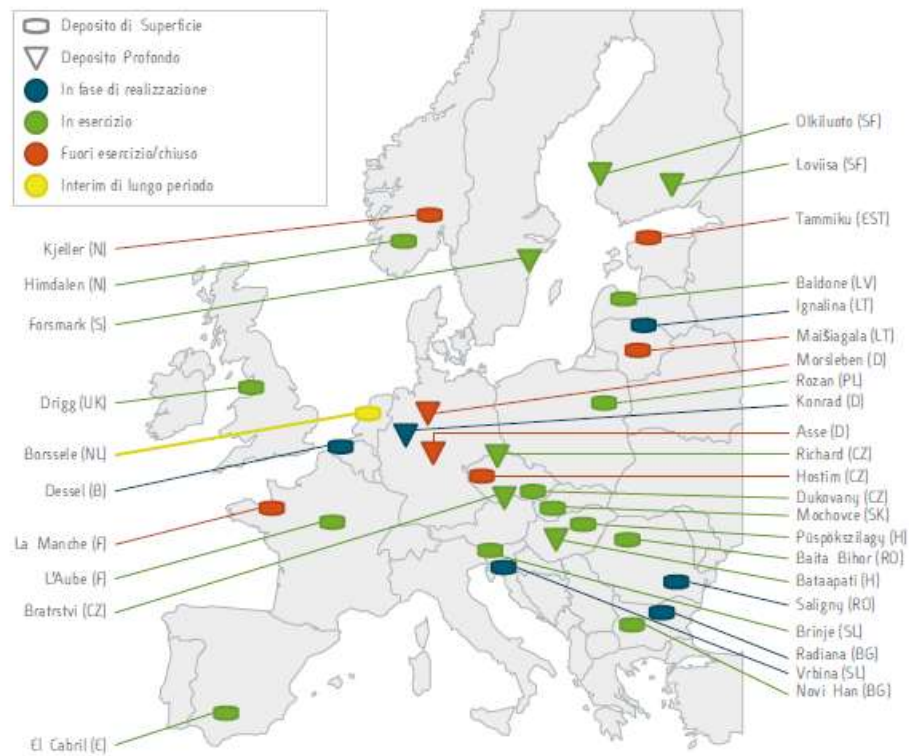 Deposito di Superficie
Deposito Profondo
In fase di realizzazione
In esercizio
Fuori esercizio/chiuso
Interim di lungo periodo
Kjeller (N)
Himdalen (N)
Forsmark (S)
Drigg (UK)
Borssele (NL)
Dessel (B)
La Manche (F)
L'Aube (F)
Bratrstvi (CZ)
El Cabril (E)
Olkiluoto (SF)
Loviisa (SF)
Tammiku (EST)
Baldone (LV)
Ignalina (LT)
MaiSiagala (LT)
Morsleben (D)
Rozan (PL)
Konrad (D)
Asse (D)
Richard (CZ)
Hostim (CZ)
Dukovany (CZ)
Mochovce (SK)
Püspökszilagy (H)
Baita Bihor (RO)
Bataapati (H)
Saligny (RO)
Brinje (SL)
Radiana (BG)
Vrbina (SL)
Novi Han (BG)